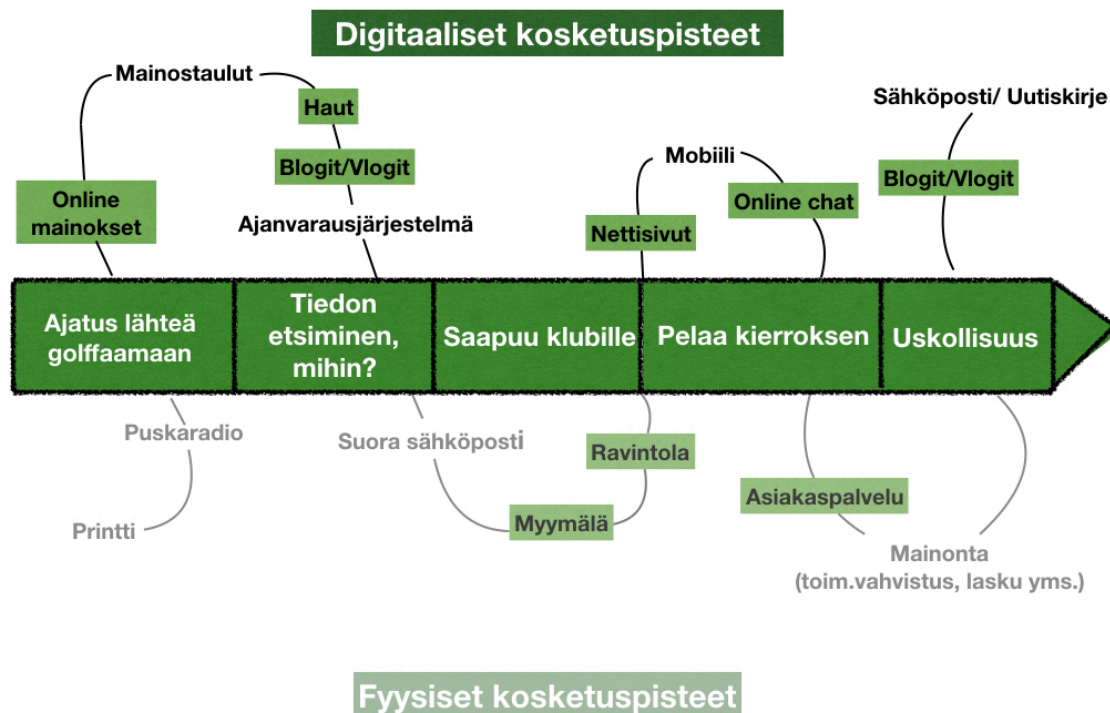 Digitaaliset kosketuspisteet
Mainostaulut
Haut
Blogit/Vlogit
Ajanvarausjärjestelmä
Online
mainokset
Mobiili
Online chat
Nettisivut
Sähköposti/ Uutiskirje
Blogit/Vlogit
Ajatus lähteä
golffaamaan
Tiedon
etsiminen,
mihin?
Saapuu klubille
Pelaa kierroksen
Uskollisuus
Puskaradio
Printti
Suora sähköposti
Myymälä
Ravintola
Asiakaspalvelu
Mainonta
(toim.vahvistus, lasku yms.)
Fyysiset kosketuspisteet